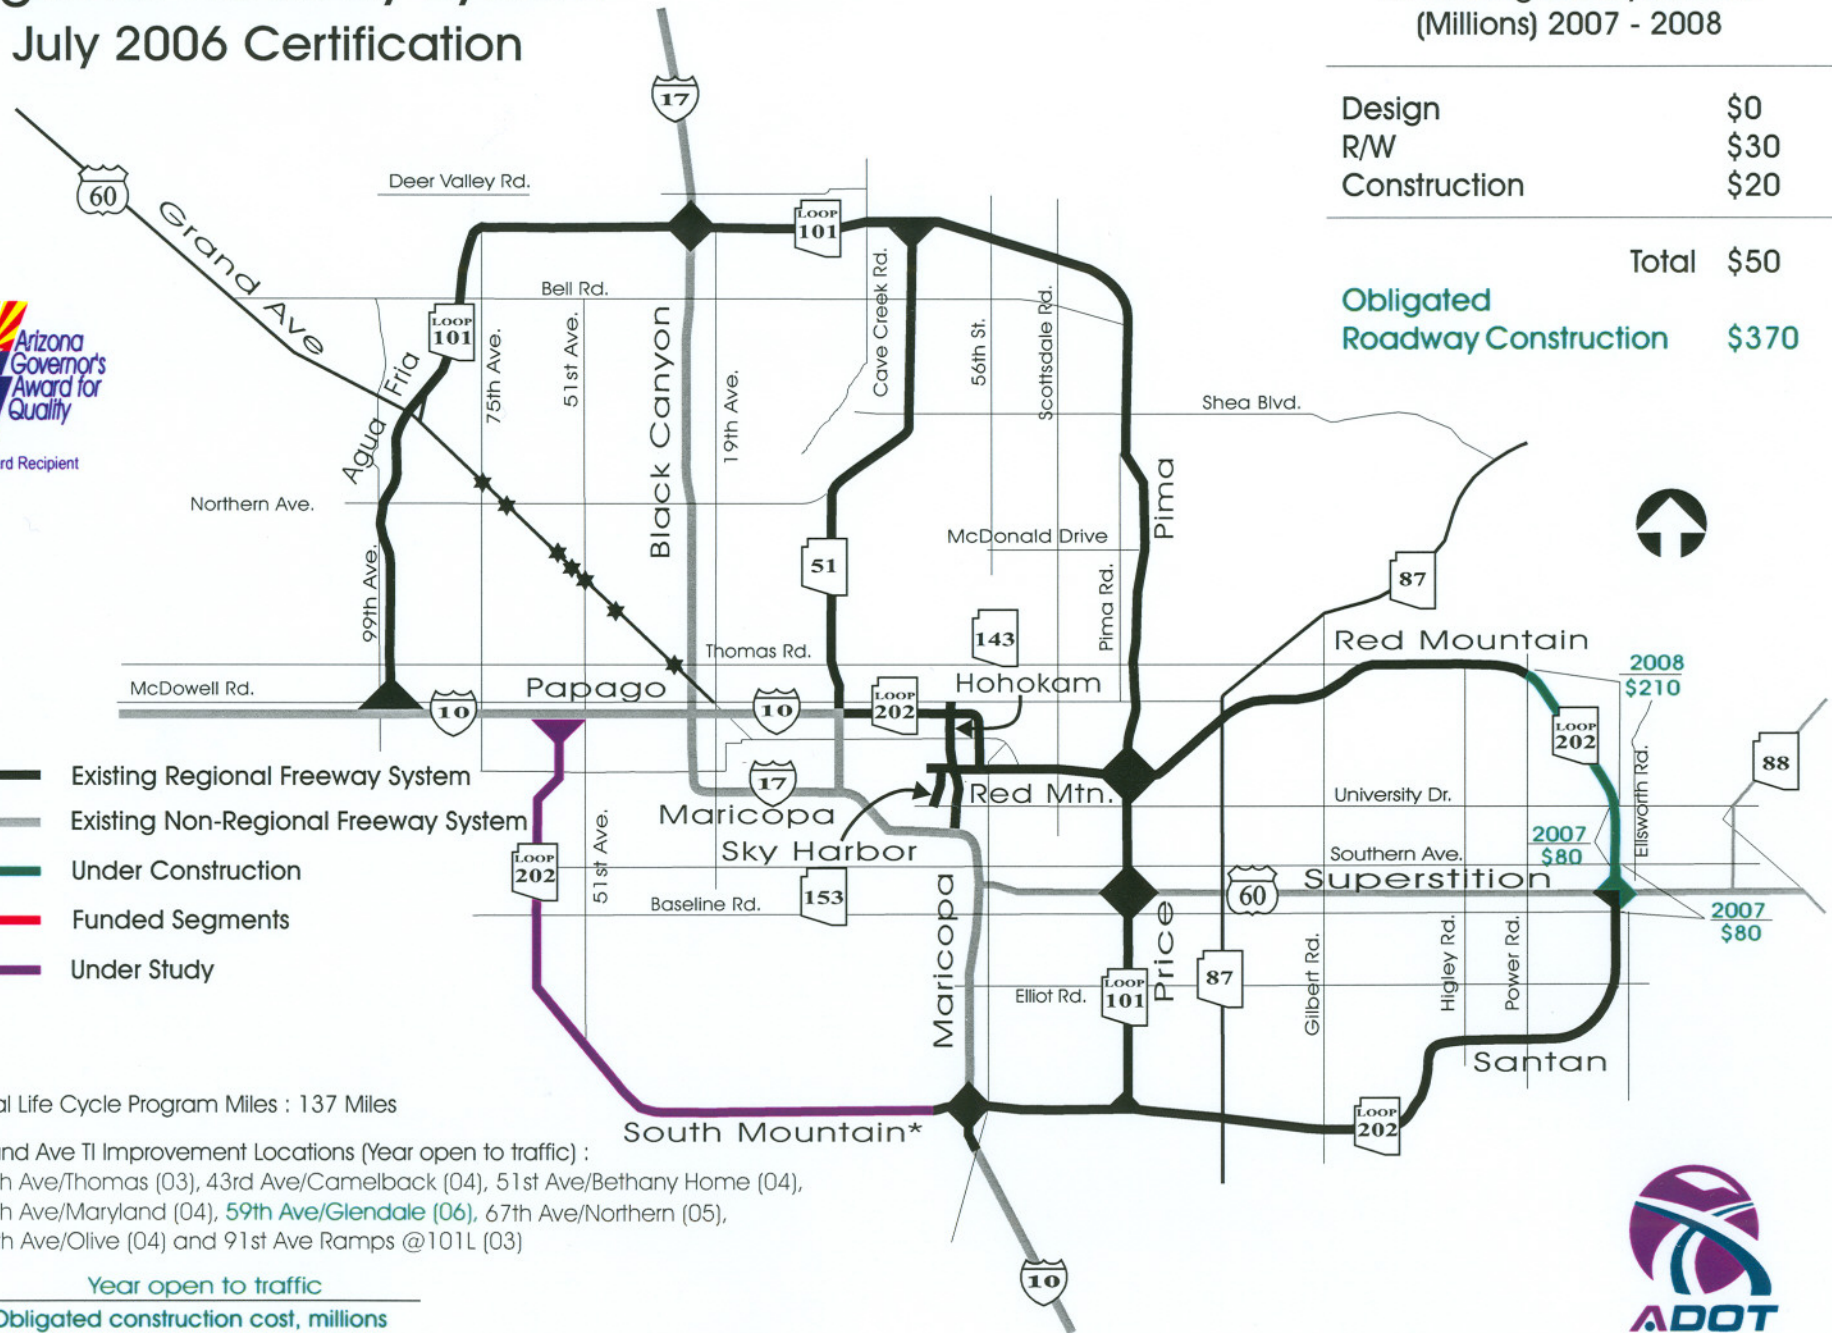 July 2006 Certification
(Millions) 2007 - 2008
Design $0
R/W $30
Construction $20
Total $50
Obligated
Roadway Construction $370
Arizona
Governor's
Award for
Quality
Recipient
17
60
Grand Ave
Deer Valley Rd.
LOOP
101
Bell Rd.
LOOP
101
Agua Fria
75th Ave.
51st Ave.
Black Canyon
19th Ave.
Cave Creek Rd.
56th St.
Scottsdale Rd.
Shea Blvd.
Northern Ave.
99th Ave.
51
McDonald Drive
Pima
Pima Rd.
87
143
Hohokam
Thomas Rd.
McDowell Rd.
Papago
10
10
LOOP
202
Red Mountain
2008
$210
LOOP
202
Ellsworth Rd.
88
Existing Regional Freeway System
Existing Non-Regional Freeway System
Under Construction
Funded Segments
Under Study
17
Maricopa
Red Mtn.
Sky Harbor
153
University Dr.
2007
$80
Southern Ave.
Superstition
60
2007
$80
LOOP
202
51st Ave.
Baseline Rd.
Maricopa
Elliot Rd.
LOOP
101
Price
87
Gilbert Rd.
Higley Rd.
Power Rd.
Santan
LOOP
202
South Mountain*
10
Life Cycle Program Miles : 137 Miles
Ave TI Improvement Locations (Year open to traffic) :
Ave/Thomas (03), 43rd Ave/Camelback (04), 51st Ave/Bethany Home (04),
Ave/Maryland (04), 59th Ave/Glendale (06), 67th Ave/Northern (05),
Ave/Olive (04) and 91st Ave Ramps @101L (03)
Year open to traffic
Obligated construction cost, millions
ADOT